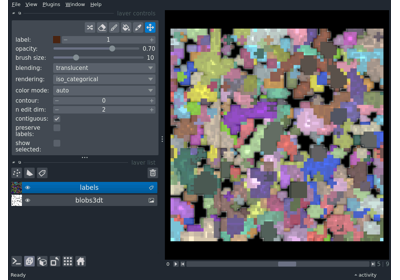 File View Plugins Window Help
layer controls
label: 1
opacity: 0.70
brush size: 10
blending: translucent
rendering: iso_categorical
color mode: auto
contour: 0
n edit dim: 2
contiguous:
preserve
labels:
show
selected:
layer list
labels
blobs3dt
Ready
activity